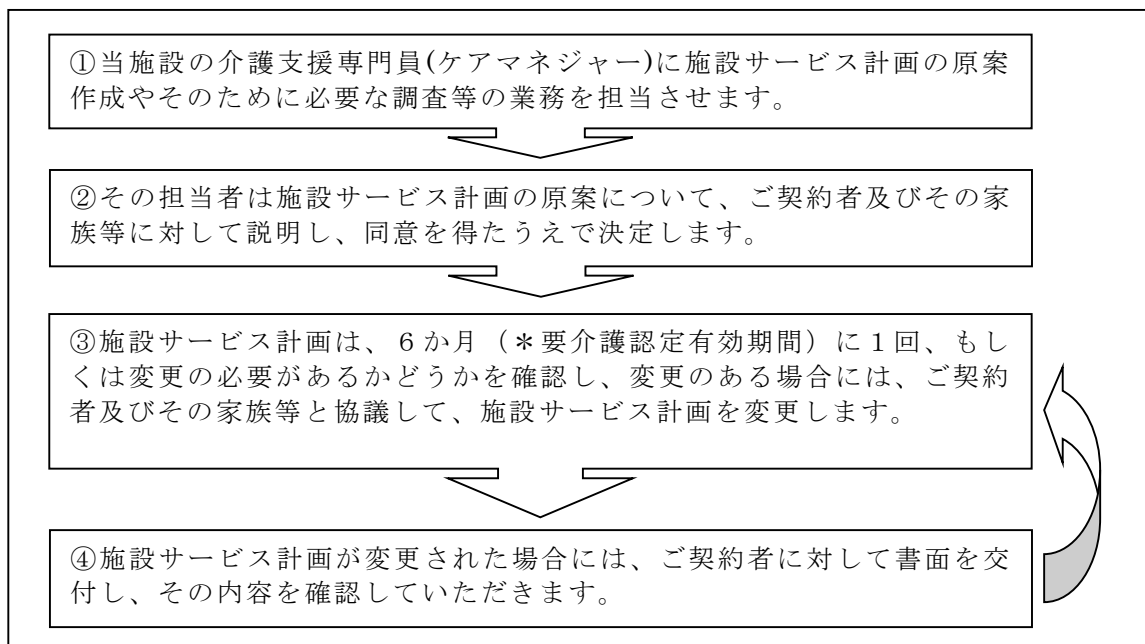 ①当施設の介護支援専門員(ケアマネジャー)に施設サービス計画の原案
作成やそのために必要な調査等の業務を担当させます。
②その担当者は施設サービス計画の原案について、ご契約者及びその家
族等に対して説明し、同意を得たうえで決定します。
③施設サービス計画は、６か月（＊要介護認定有効期間）に１回、もし
くは変更の必要があるかどうかを確認し、変更のある場合には、ご契約
者及びその家族等と協議して、施設サービス計画を変更します。
④施設サービス計画が変更された場合には、ご契約者に対して書面を交
付し、その内容を確認していただきます。